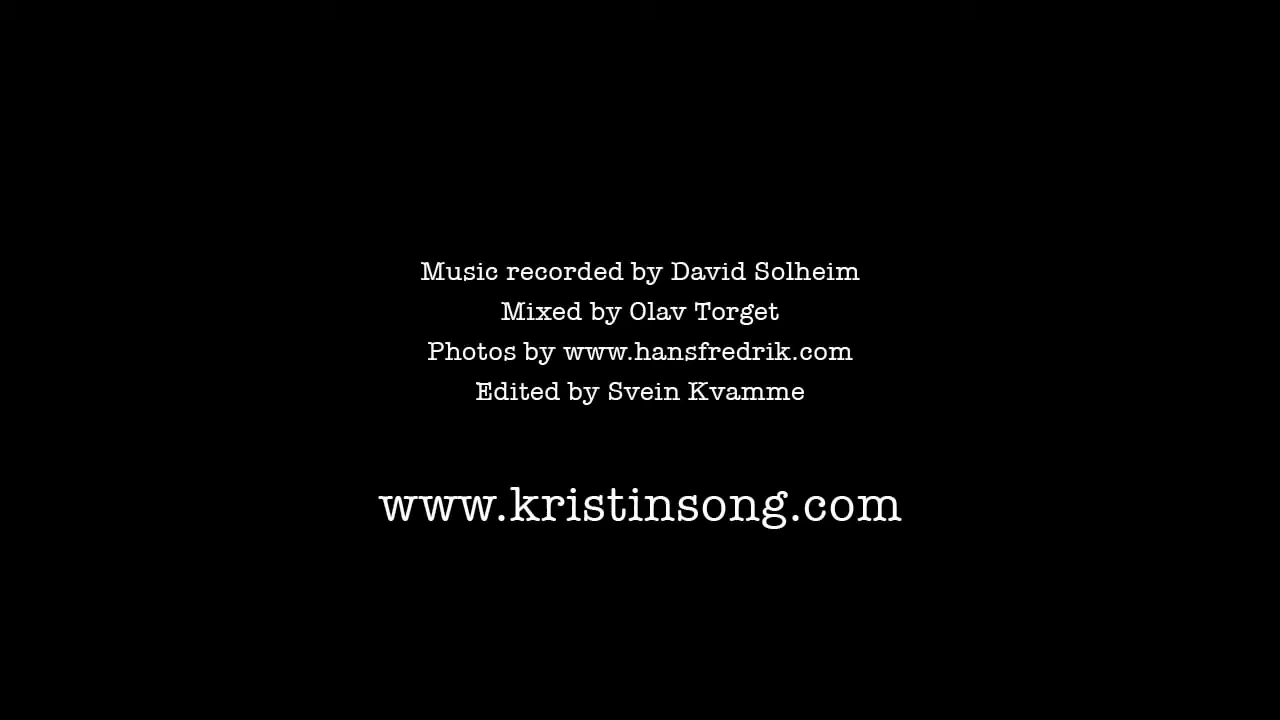 Music recorded by David Solheim
Mixed by Olav Torget
Photos by www.hansfredrik.com
Edited by Svein Kvamme
www.kristinsong.com